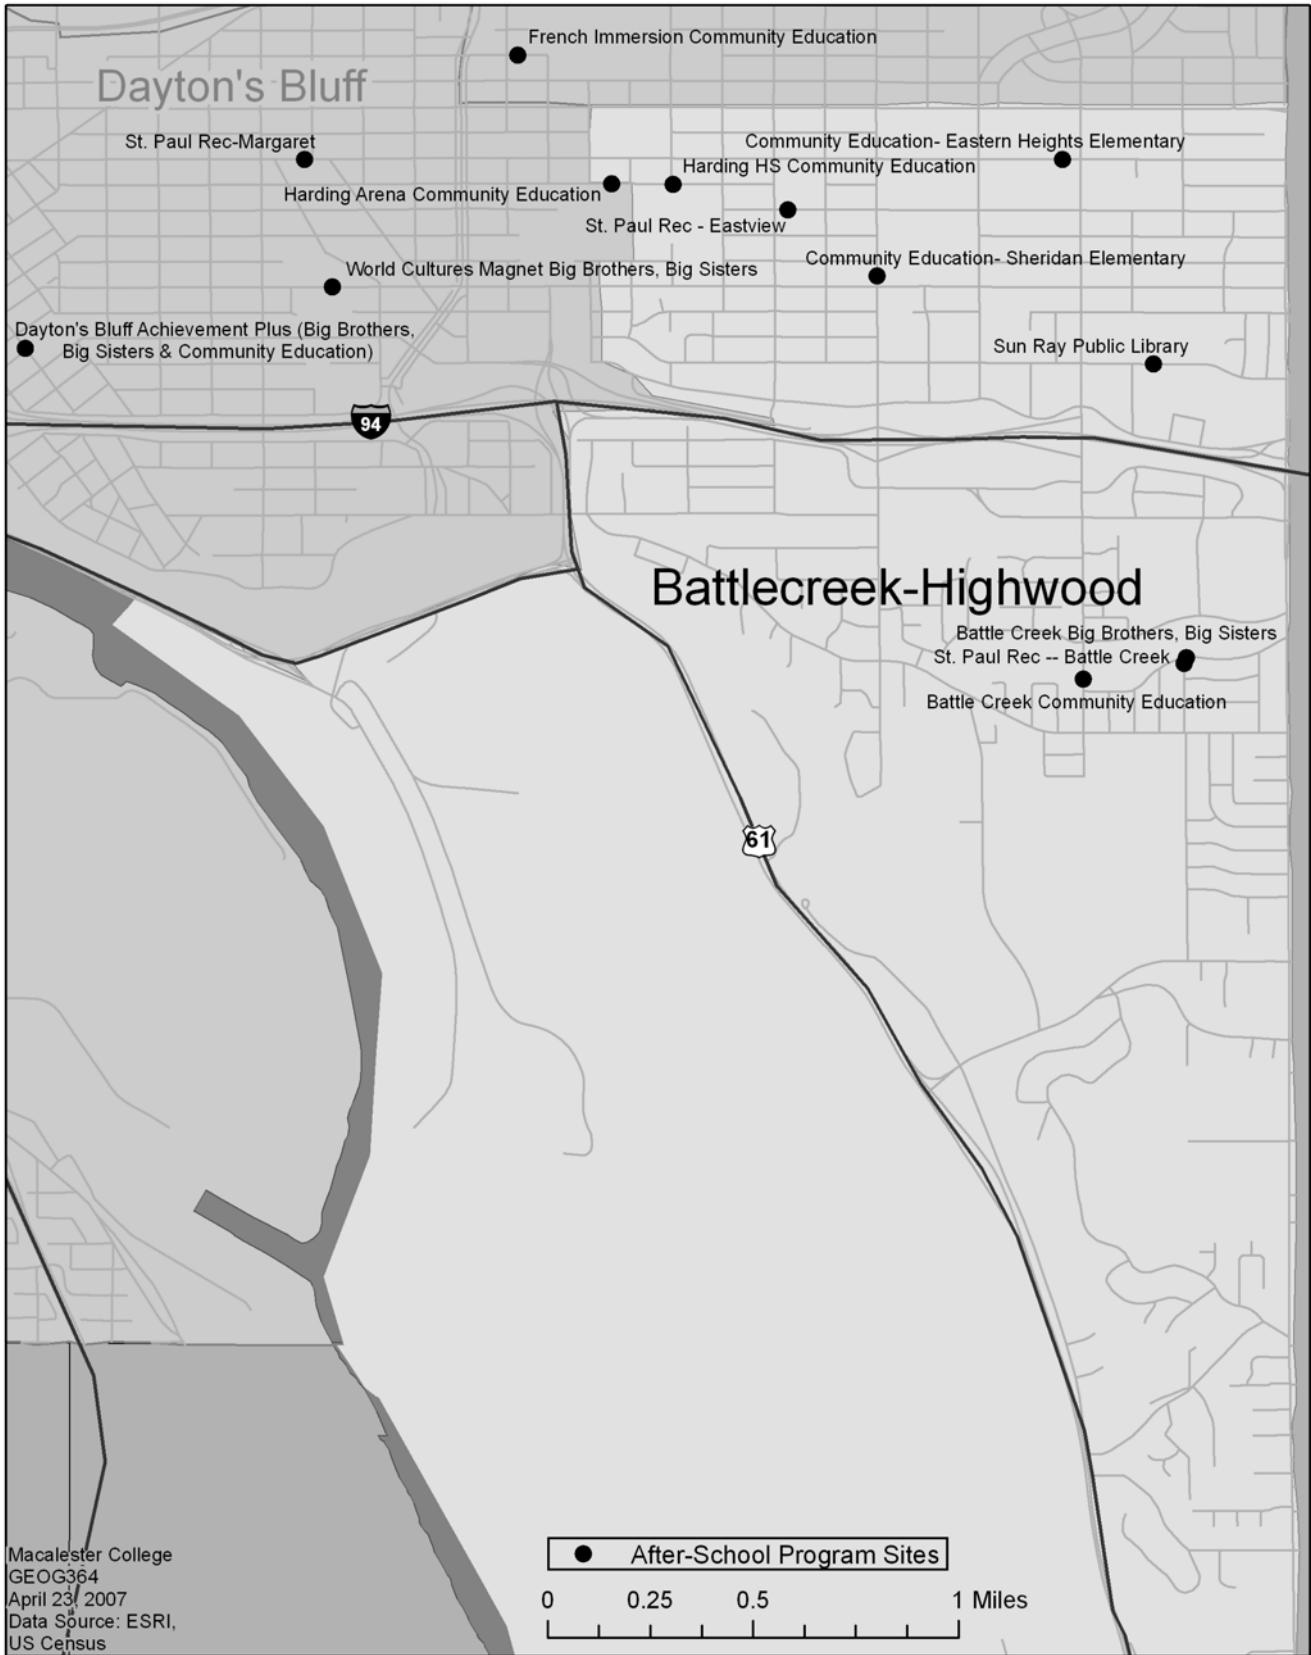 French Immersion Community Education
Dayton's Bluff
St. Paul Rec-Margaret
Community Education- Eastern Heights Elementary
Harding HS Community Education
Harding Arena Community Education
St. Paul Rec - Eastview
Community Education- Sheridan Elementary
World Cultures Magnet Big Brothers, Big Sisters
Dayton's Bluff Achievement Plus (Big Brothers,
Big Sisters & Community Education)
Sun Ray Public Library
94
Battlecreek-Highwood
Battle Creek Big Brothers, Big Sisters
St. Paul Rec -- Battle Creek
Battle Creek Community Education
61
After-School Program Sites
0 0.25 0.5 1 Miles
Macalester College
GEOG364
April 23, 2007
Data Source: ESRI,
US Census